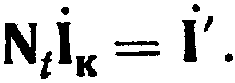 N_t İ_к = İ′.